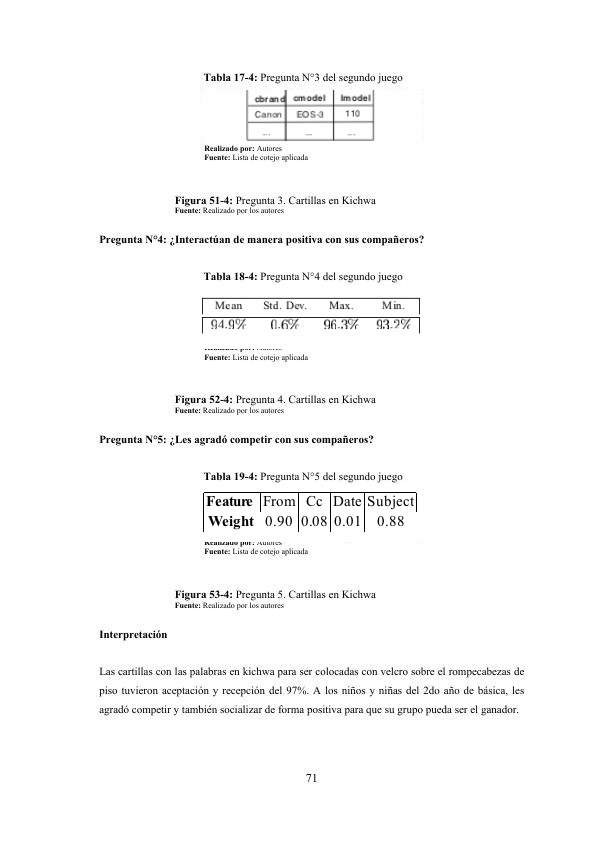 Tabla 17-4: Pregunta N°3 del segundo juego
cbrand cmodel lmodel
Canon EOS-3 110
... ... ...
Realizado por: Autores
Fuente: Lista de cotejo aplicada
Figura 51-4: Pregunta 3. Cartillas en Kichwa
Fuente: Realizado por los autores
Pregunta N°4: ¿Interactúan de manera positiva con sus compañeros?
Tabla 18-4: Pregunta N°4 del segundo juego
Mean Std. Dev. Max. Min.
94.9% 0.6% 96.3% 93.2%
Realizado por: Autores
Fuente: Lista de cotejo aplicada
Figura 52-4: Pregunta 4. Cartillas en Kichwa
Fuente: Realizado por los autores
Pregunta N°5: ¿Les agradó competir con sus compañeros?
Tabla 19-4: Pregunta N°5 del segundo juego
Feature From Cc Date Subject
Weight 0.90 0.08 0.01 0.88
Realizado por: Autores
Fuente: Lista de cotejo aplicada
Figura 53-4: Pregunta 5. Cartillas en Kichwa
Fuente: Realizado por los autores
Interpretación
Las cartillas con las palabras en kichwa para ser colocadas con velcro sobre el rompecabezas de
piso tuvieron aceptación y recepción del 97%. A los niños y niñas del 2do año de básica, les
agradó competir y también socializar de forma positiva para que su grupo pueda ser el ganador.
71